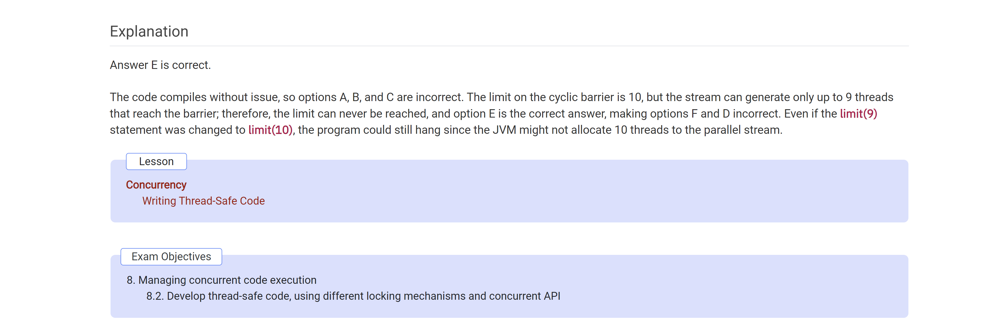 Explanation
Answer E is correct.
The code compiles without issue, so options A, B, and C are incorrect. The limit on the cyclic barrier is 10, but the stream can generate only up to 9 threads
that reach the barrier; therefore, the limit can never be reached, and option E is the correct answer, making options F and D incorrect. Even if the limit(9)
statement was changed to limit(10), the program could still hang since the JVM might not allocate 10 threads to the parallel stream.
Lesson
Concurrency
Writing Thread-Safe Code
Exam Objectives
8. Managing concurrent code execution
8.2. Develop thread-safe code, using different locking mechanisms and concurrent API